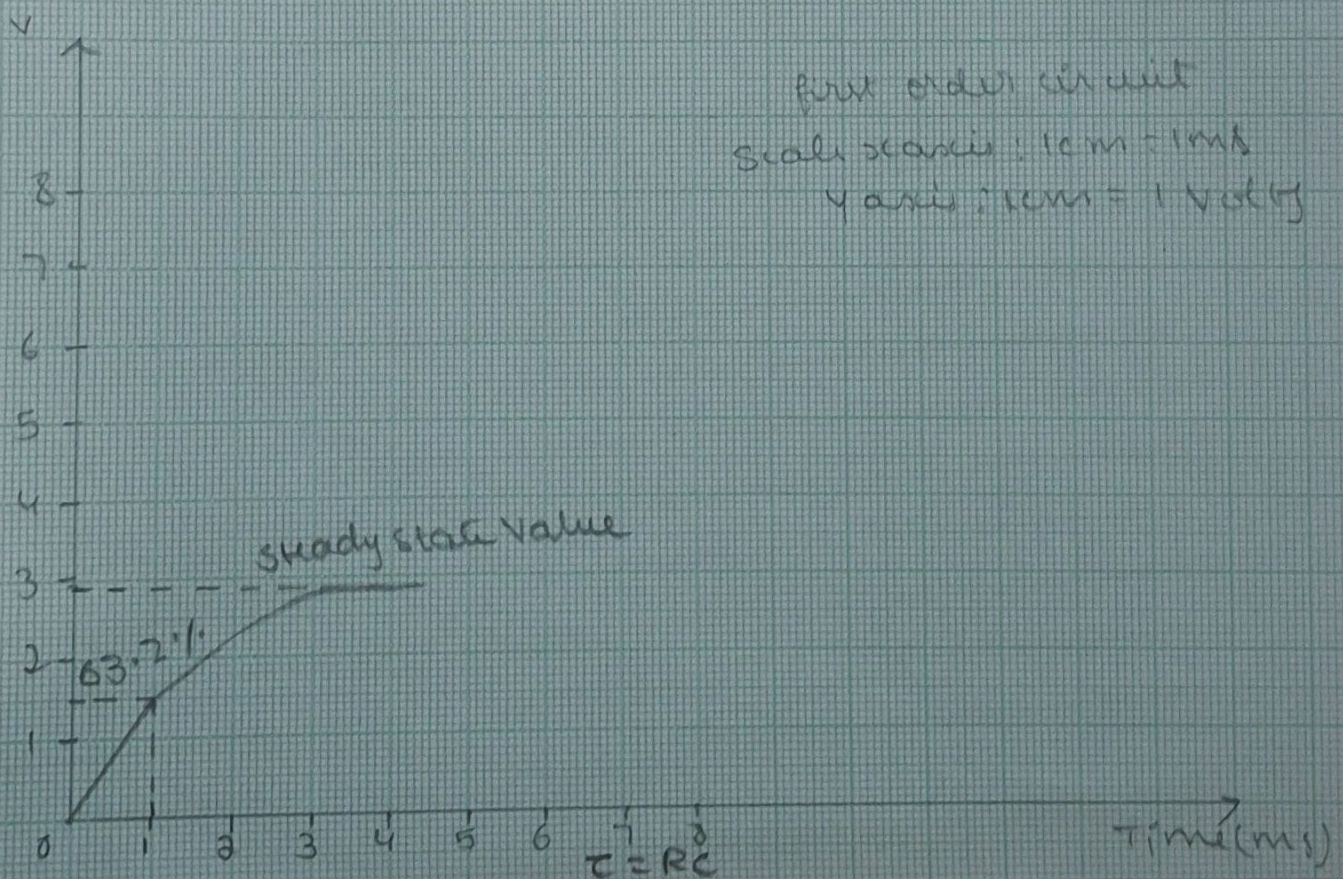 V
first order circuit
Scale x axis : 1cm = 1ms
y axis : 1cm = 1 Volts
8
7
6
5
4
Steady state Value
3
63.2%
2
1
0 1 2 3 4 5 6 7 8
Time(ms)
τ = RC